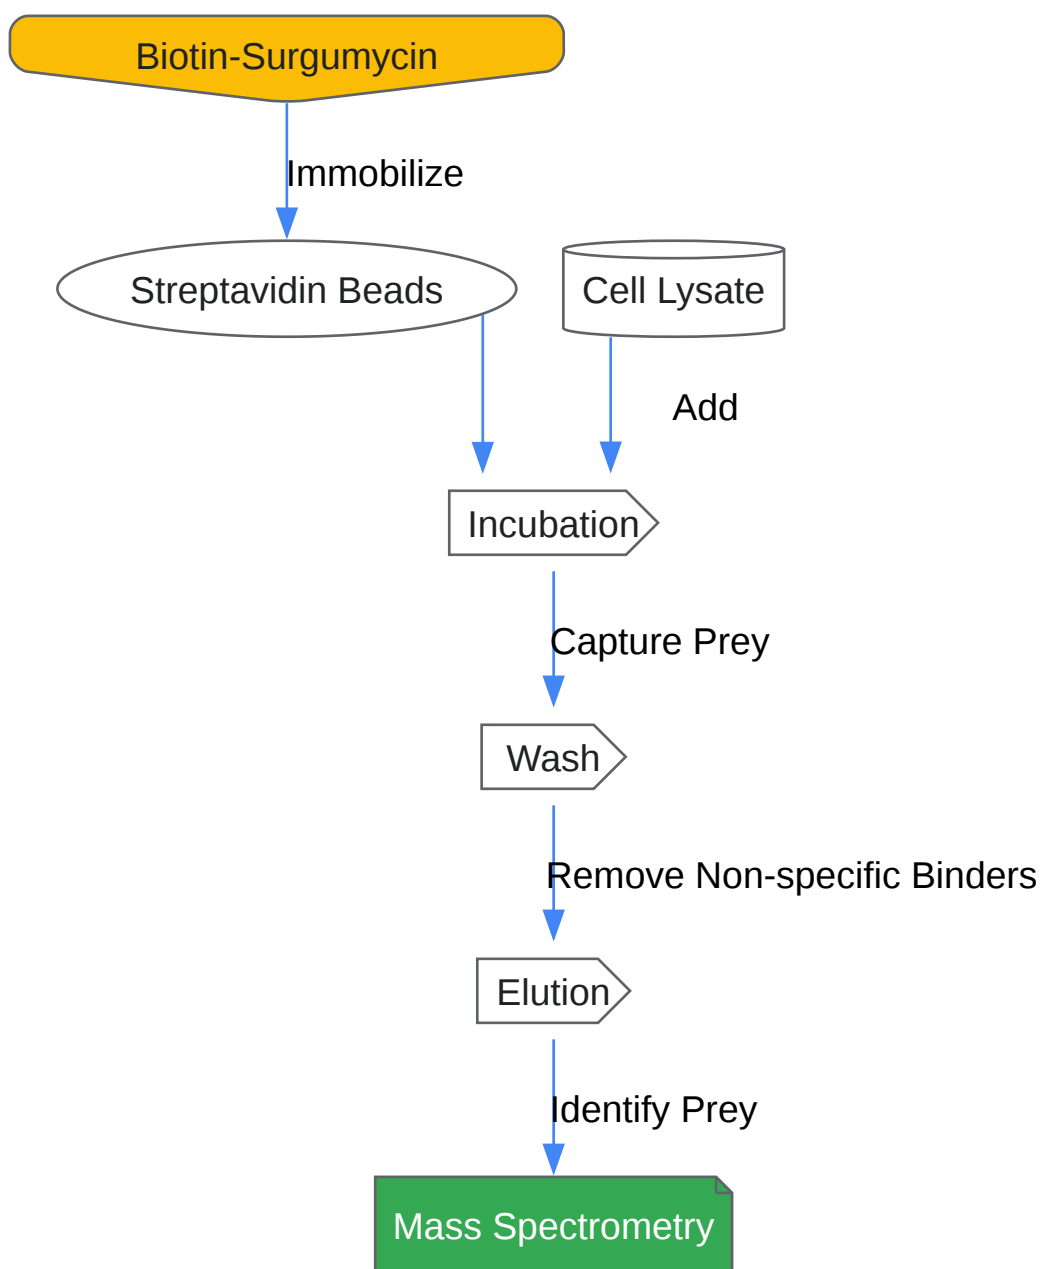 Biotin-Surgumycin
Immobilize
Streptavidin Beads
Cell Lysate
Add
Incubation
Capture Prey
Wash
Remove Non-specific Binders
Elution
Identify Prey
Mass Spectrometry